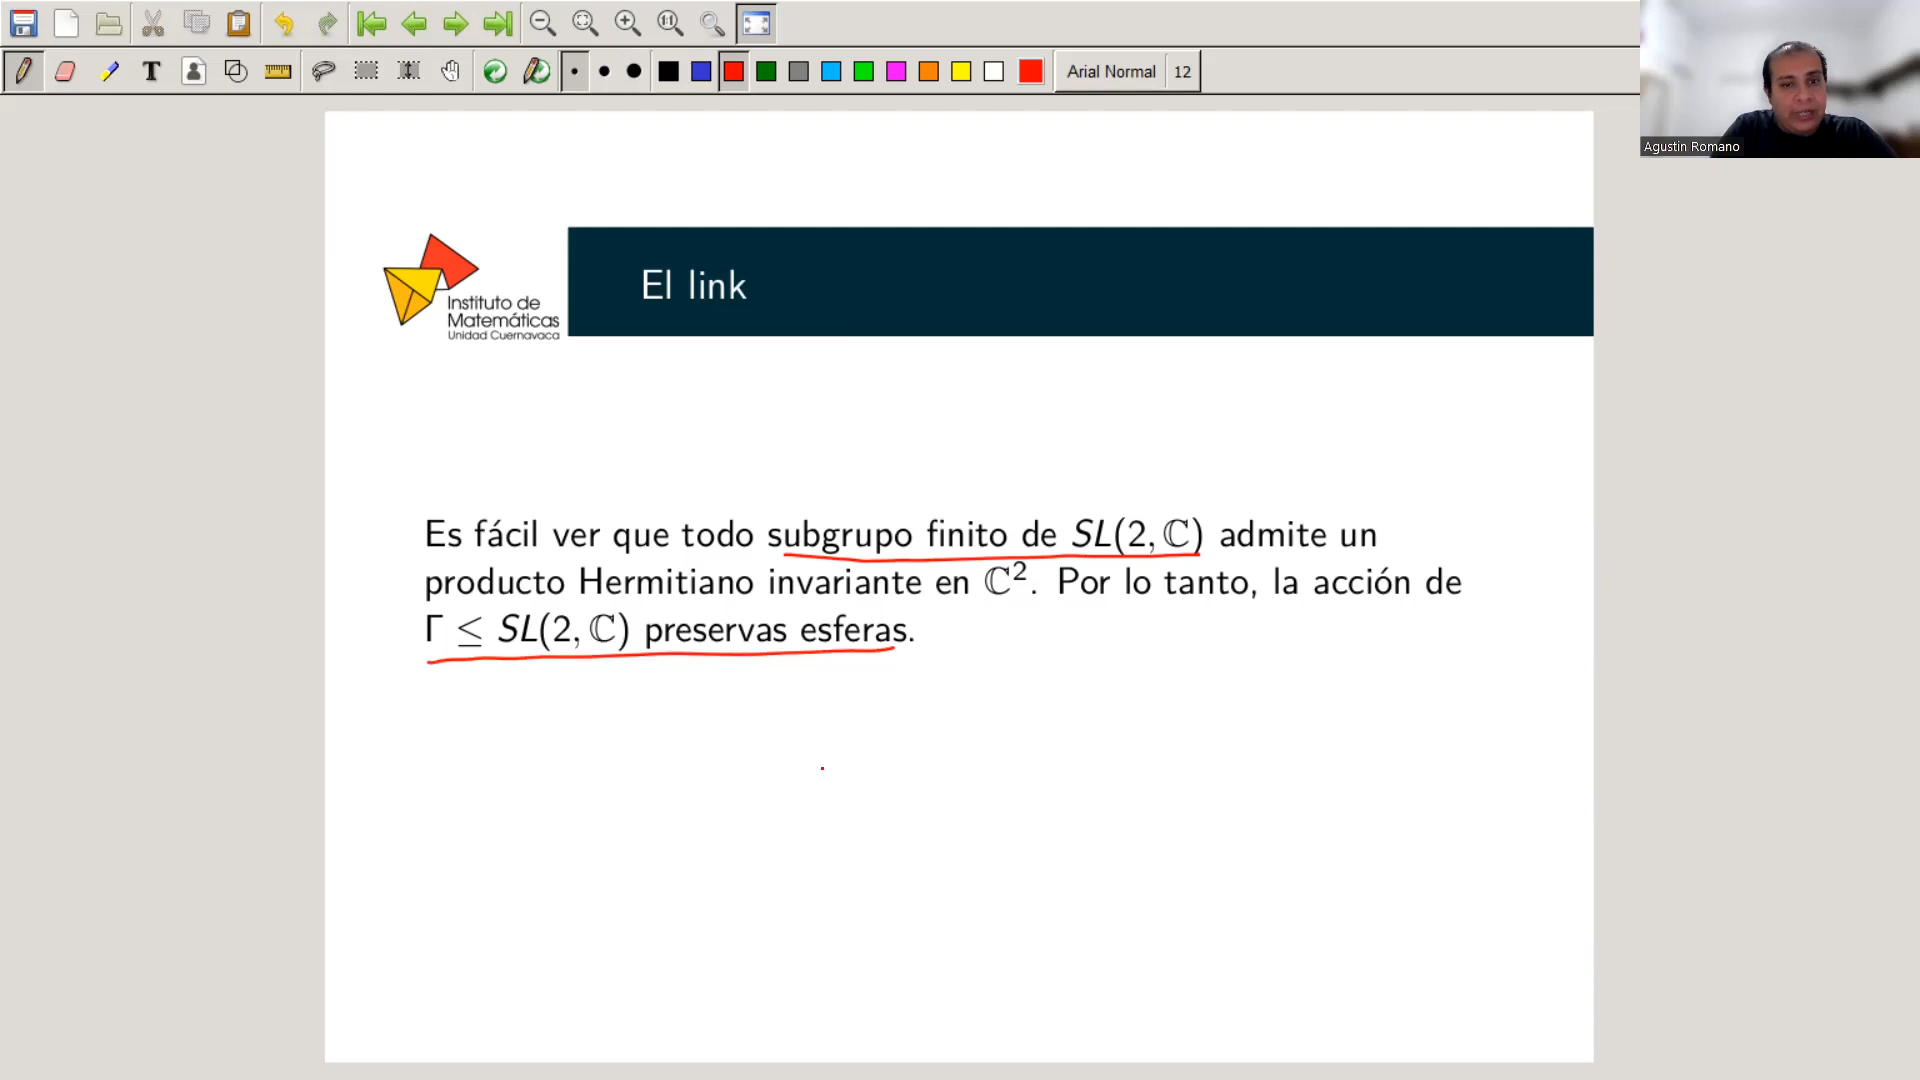 T
Arial Normal 12
Agustin Romano
El link
Instituto de
Matemáticas
Unidad Cuernavaca
Es fácil ver que todo subgrupo finito de SL(2, ℂ) admite un
producto Hermitiano invariante en ℂ². Por lo tanto, la acción de
Γ ≤ SL(2, ℂ) preservas esferas.